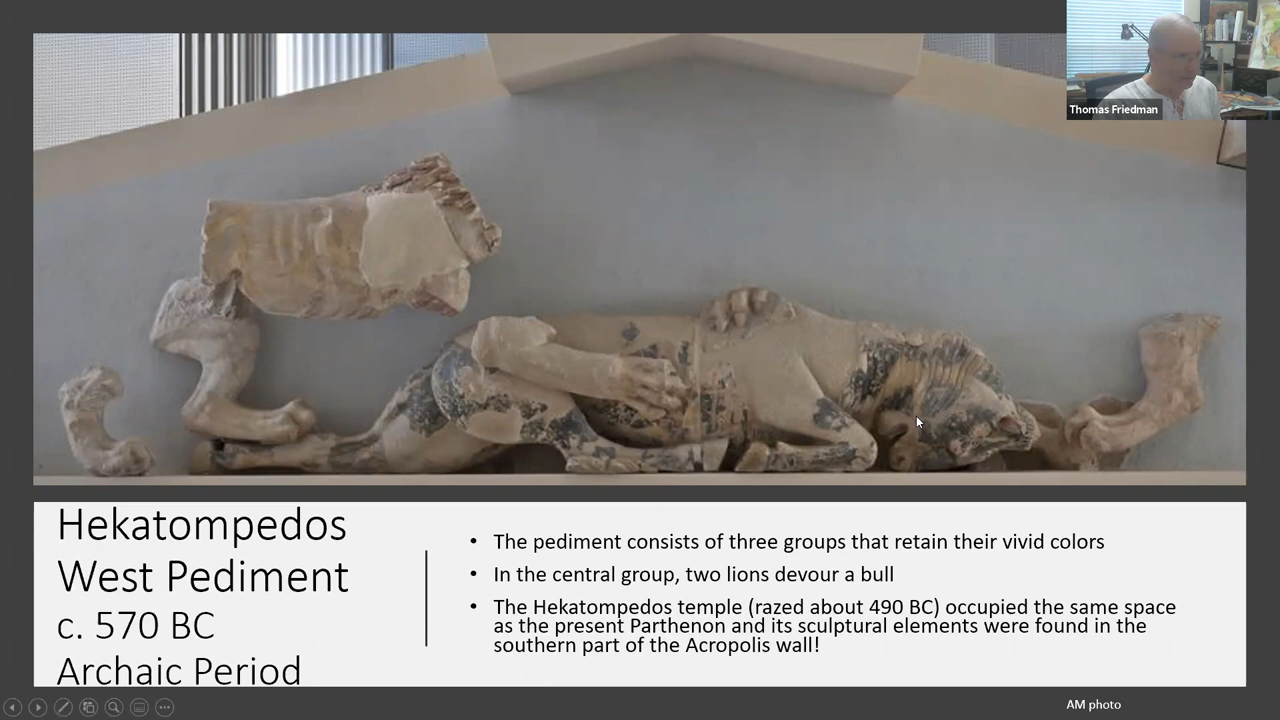 Thomas Friedman
Hekatompedos
West Pediment
c. 570 BC
Archaic Period
• The pediment consists of three groups that retain their vivid colors
• In the central group, two lions devour a bull
• The Hekatompedos temple (razed about 490 BC) occupied the same space
as the present Parthenon and its sculptural elements were found in the
southern part of the Acropolis wall!
AM photo